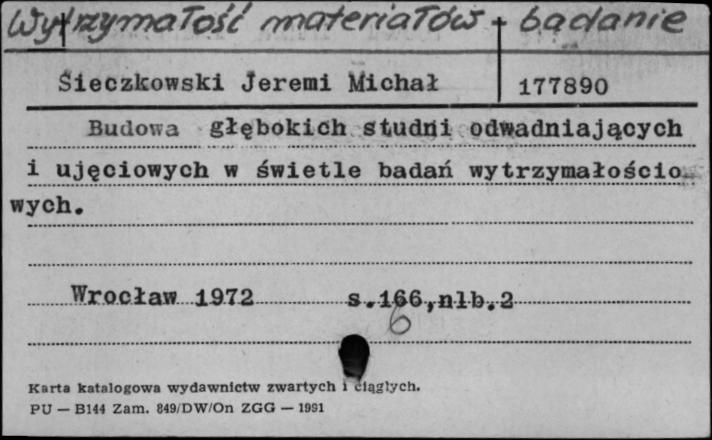 Wytrzymałość materiałów - badanie
Sieczkowski Jeremi Michał 177890
Budowa głębokich studni odwadniających
i ujęciowych w świetle badań wytrzymałościo-
wych.
Wrocław 1972 s.166,nlb.2
6
Karta katalogowa wydawnictw zwartych i ciągłych.
PU — B144 Zam. 849/DW/On ZGG — 1991